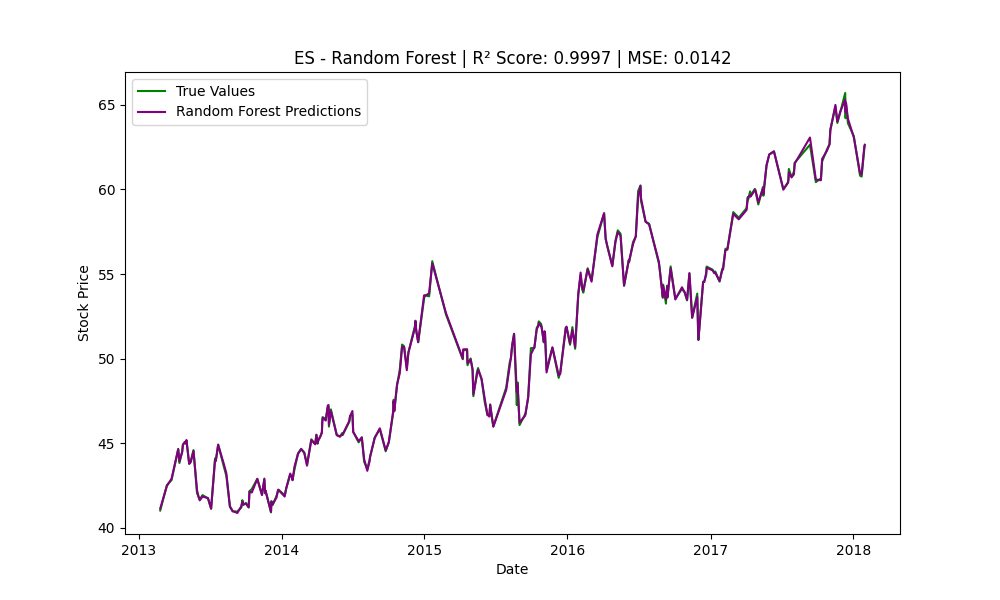 ES - Random Forest | R² Score: 0.9997 | MSE: 0.0142
True Values
Random Forest Predictions
65
60
55
50
45
40
Stock Price
2013 2014 2015 2016 2017 2018
Date